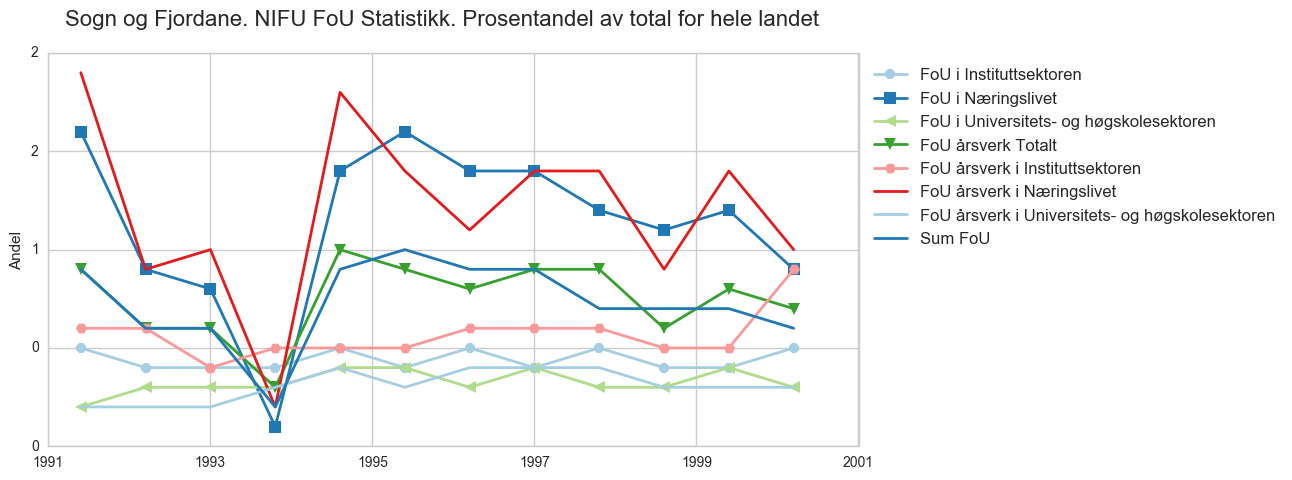 Sogn og Fjordane. NIFU FoU Statistikk. Prosentandel av total for hele landet
2
2
1
0
0
Andel
1991 1993 1995 1997 1999 2001
FoU i Instituttsektoren
FoU i Næringslivet
FoU i Universitets- og høgskolesektoren
FoU årsverk Totalt
FoU årsverk i Instituttsektoren
FoU årsverk i Næringslivet
FoU årsverk i Universitets- og høgskolesektoren
Sum FoU